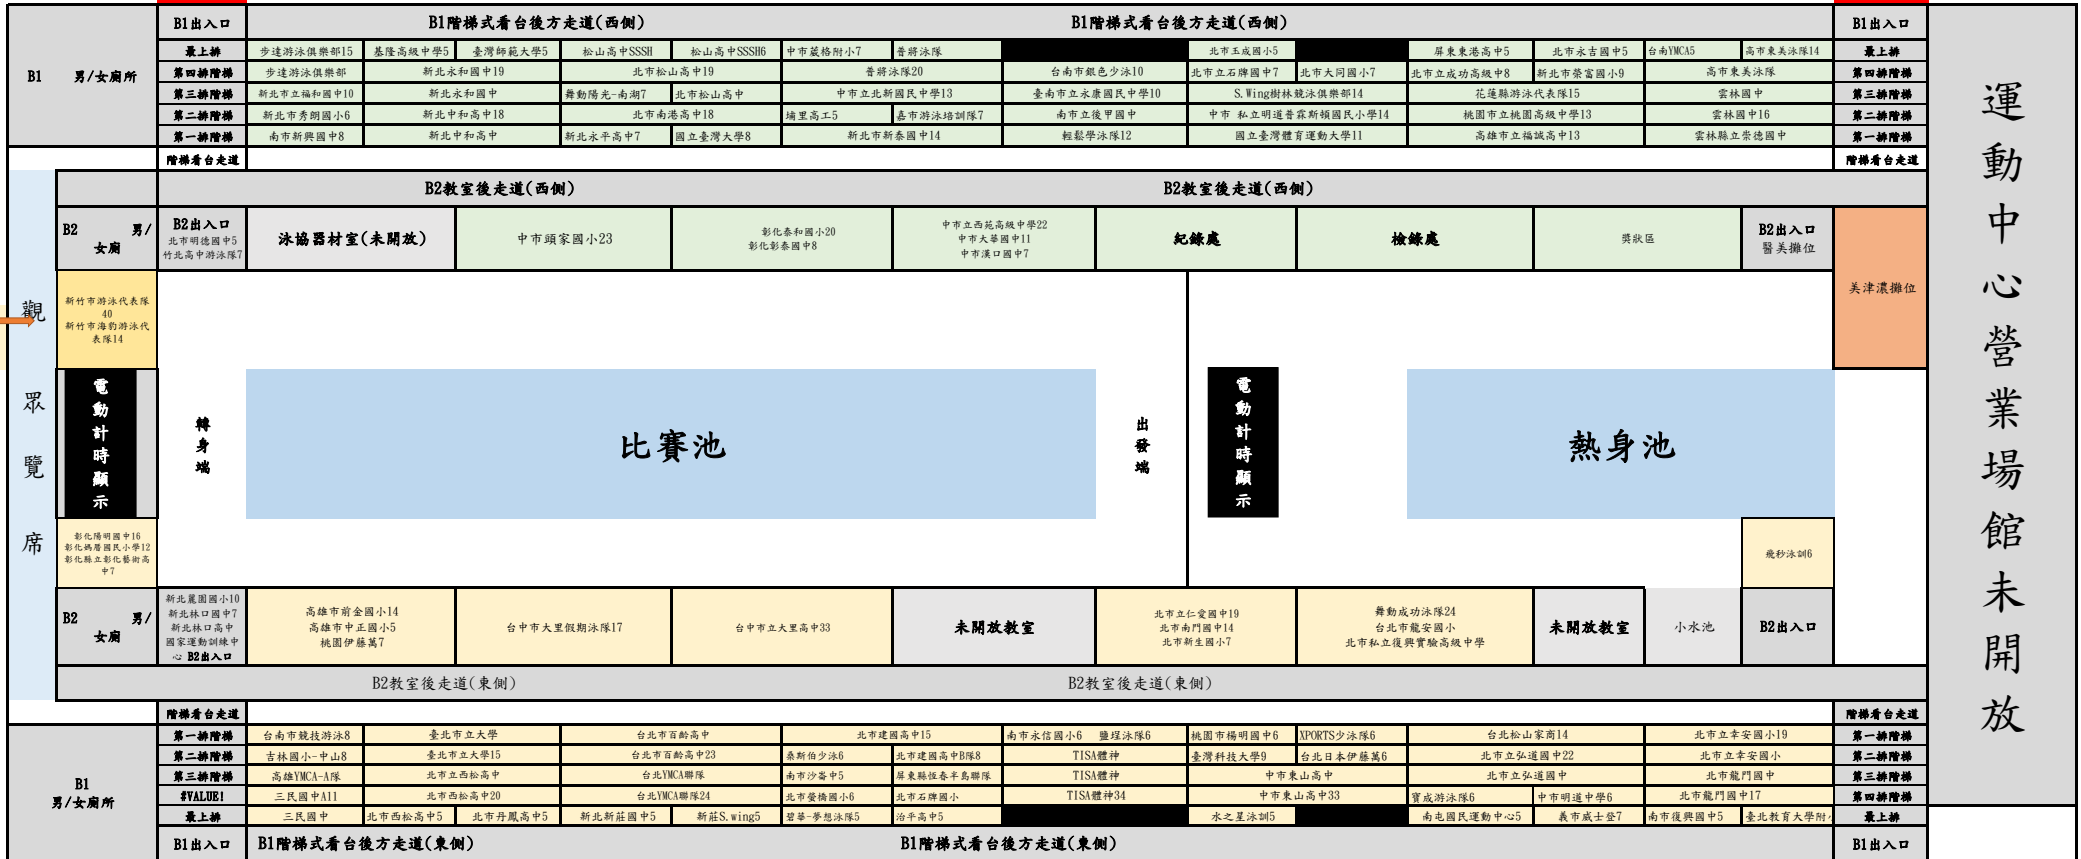 B1出入口 B1階梯式看台後方走道(西側) B1階梯式看台後方走道(西側) B1出入口
最上排 步達游泳俱樂部15 基隆高級中學5 臺灣師範大學5 松山高中SSSH 松山高中SSSH6 中市葳格附小7 普將泳隊 北市玉成國小5 屏東東港高中5 北市永吉國中5 台南YMCA5 高市東美泳隊14 最上排
B1 男/女廁所
第四排階梯 步達游泳俱樂部 新北永和國中19 北市松山高中19 普將泳隊20 台南市銀色少泳10 北市立石牌國中7 北市大同國小7 北市立成功高級中8 新北市榮富國小9 高市東美泳隊 第四排階梯
第三排階梯 新北市立福和國中10 新北永和國中 舞動陽光-南湖7 北市松山高中 中市立北新國民中學13 臺南市立永康國民中學10 S.Wing樹林競泳俱樂部14 花蓮縣游泳代表隊15 雲林國中 第三排階梯
第二排階梯 新北市秀朗國小6 新北中和高中18 北市南港高中18 埔里高工5 嘉市游泳培訓隊7 南市立後甲國中 中市 私立明道普霖斯頓國民小學14 桃園市立桃園高級中學13 雲林國中16 第二排階梯
第一排階梯 南市新興國中8 新北中和高中 新北永平高中7 國立臺灣大學8 新北市新泰國中14 輕鬆學泳隊12 國立臺灣體育運動大學11 高雄市立福誠高中13 雲林縣立崇德國中 第一排階梯
階梯看台走道 階梯看台走道
B2教室後走道(西側) B2教室後走道(西側)
B2 男/
女廁
B2出入口
北市明德國中5
竹北高中游泳隊7
泳協器材室(未開放)
中市頭家國小23
彰化泰和國小20
彰化彰泰國中8
中市立西苑高級中學22
中市大華國中11
中市漢口國中7
紀錄處
檢錄處
獎狀區
B2出入口
醫美攤位
美津濃攤位
運動中心營業場館未開放
觀眾覽席
新竹市游泳代表隊
40
新竹市海豹游泳代
表隊14
電動計時顯示
轉身端
比賽池
出發端
電動計時顯示
熱身池
彰化陽明國中16
彰化媽厝國民小學12
彰化縣立彰化藝術高
中7
飛秒泳訓6
B2 男/
女廁
新北麗園國小10
新北林口國中7
新北林口高中
國家運動訓練中
心 B2出入口
高雄市前金國小14
高雄市中正國小5
桃園伊藤萬7
台中市大里假期泳隊17
台中市立大里高中33
未開放教室
北市立仁愛國中19
北市南門國中14
北市新生國小7
舞動成功泳隊24
台北市龍安國小
北市私立復興實驗高級中學
未開放教室
小水池
B2出入口
B2教室後走道(東側) B2教室後走道(東側)
階梯看台走道 階梯看台走道
第一排階梯 台南市競技游泳8 臺北市立大學 台北市百齡高中 北市建國高中15 南市永信國小6 鹽埕泳隊6 桃園市楊明國中6 XPORTS少泳隊6 台北松山家商14 北市立幸安國小19 第一排階梯
第二排階梯 吉林國小-中山8 臺北市立大學15 台北市百齡高中23 桑斯伯少泳6 北市建國高中B隊8 TISA體神 臺灣科技大學9 台北日本伊藤萬6 北市立弘道國中22 北市立幸安國小 第二排階梯
第三排階梯 高雄YMCA-A隊 北市立西松高中 台北YMCA聯隊 南市沙崙中5 屏東縣恆春半島聯隊 TISA體神 中市東山高中 北市立弘道國中 北市龍門國中 第三排階梯
B1
男/女廁所
#VALUE! 三民國中A11 北市西松高中20 台北YMCA聯隊24 北市螢橋國小6 北市石牌國小 TISA體神34 中市東山高中33 寶成游泳隊6 中市明道中學6 北市龍門國中17 第四排階梯
最上排 三民國中 北市西松高中5 北市丹鳳高中5 新北新莊國中5 新莊S.wing5 碧華-夢想泳隊5 治平高中5 水之星泳訓5 南屯國民運動中心5 義市威士登7 南市復興國中5 臺北教育大學附 最上排
B1出入口 B1階梯式看台後方走道(東側) B1階梯式看台後方走道(東側) B1出入口